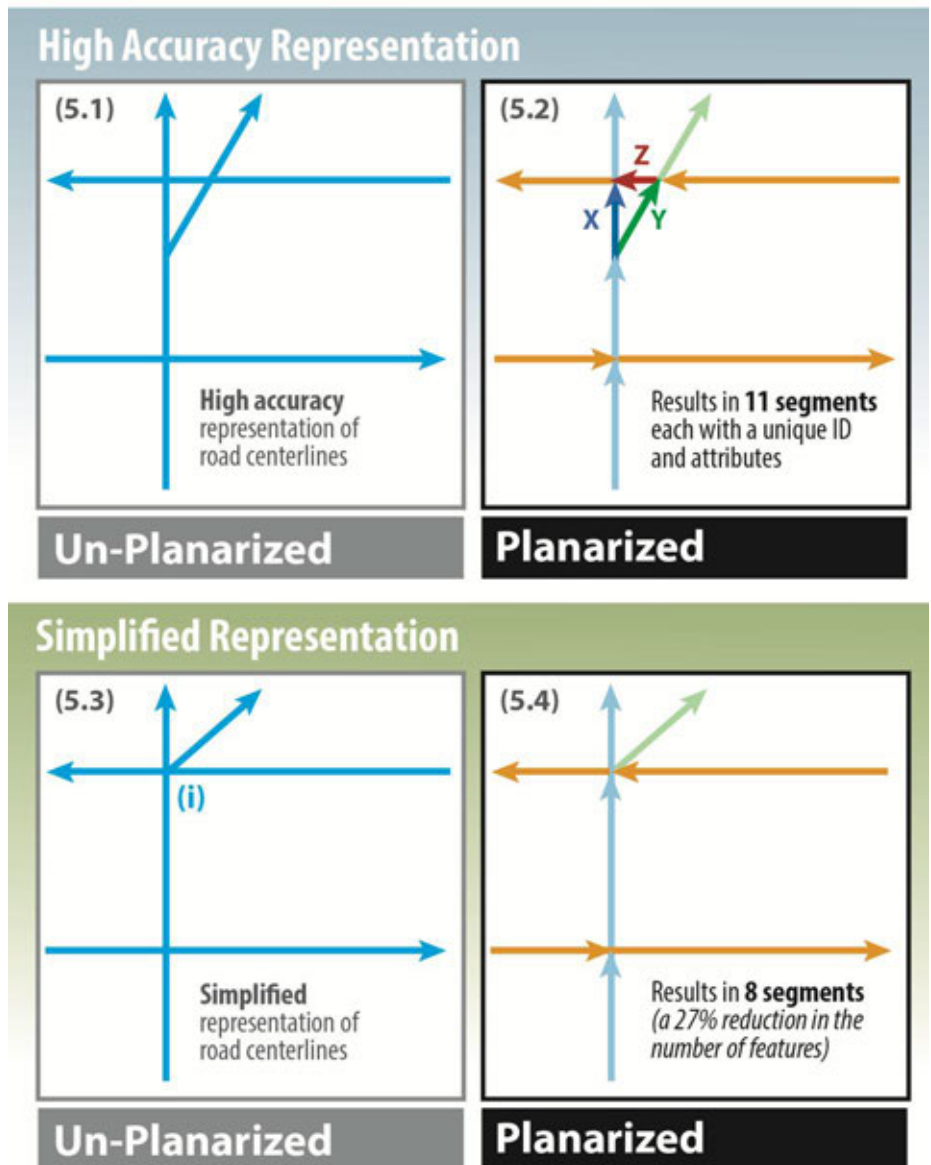 High Accuracy Representation
(5.1)
High accuracy
representation of
road centerlines
Un-Planarized
(5.2)
Z
X
Y
Results in 11 segments
each with a unique ID
and attributes
Planarized
Simplified Representation
(5.3)
(i)
Simplified
representation of
road centerlines
Un-Planarized
(5.4)
Results in 8 segments
(a 27% reduction in the
number of features)
Planarized